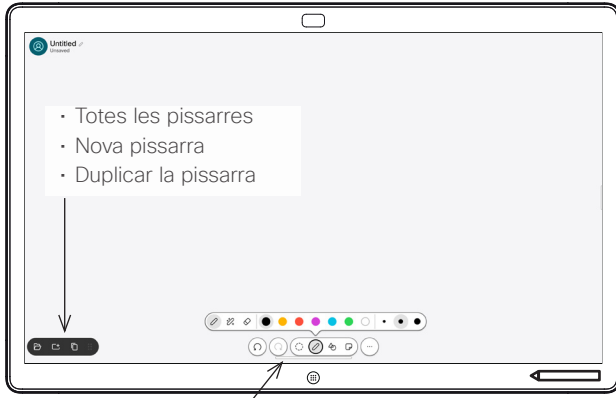 Untitled
Unsaved
· Totes les pissarres
· Nova pissarra
· Duplicar la pissarra